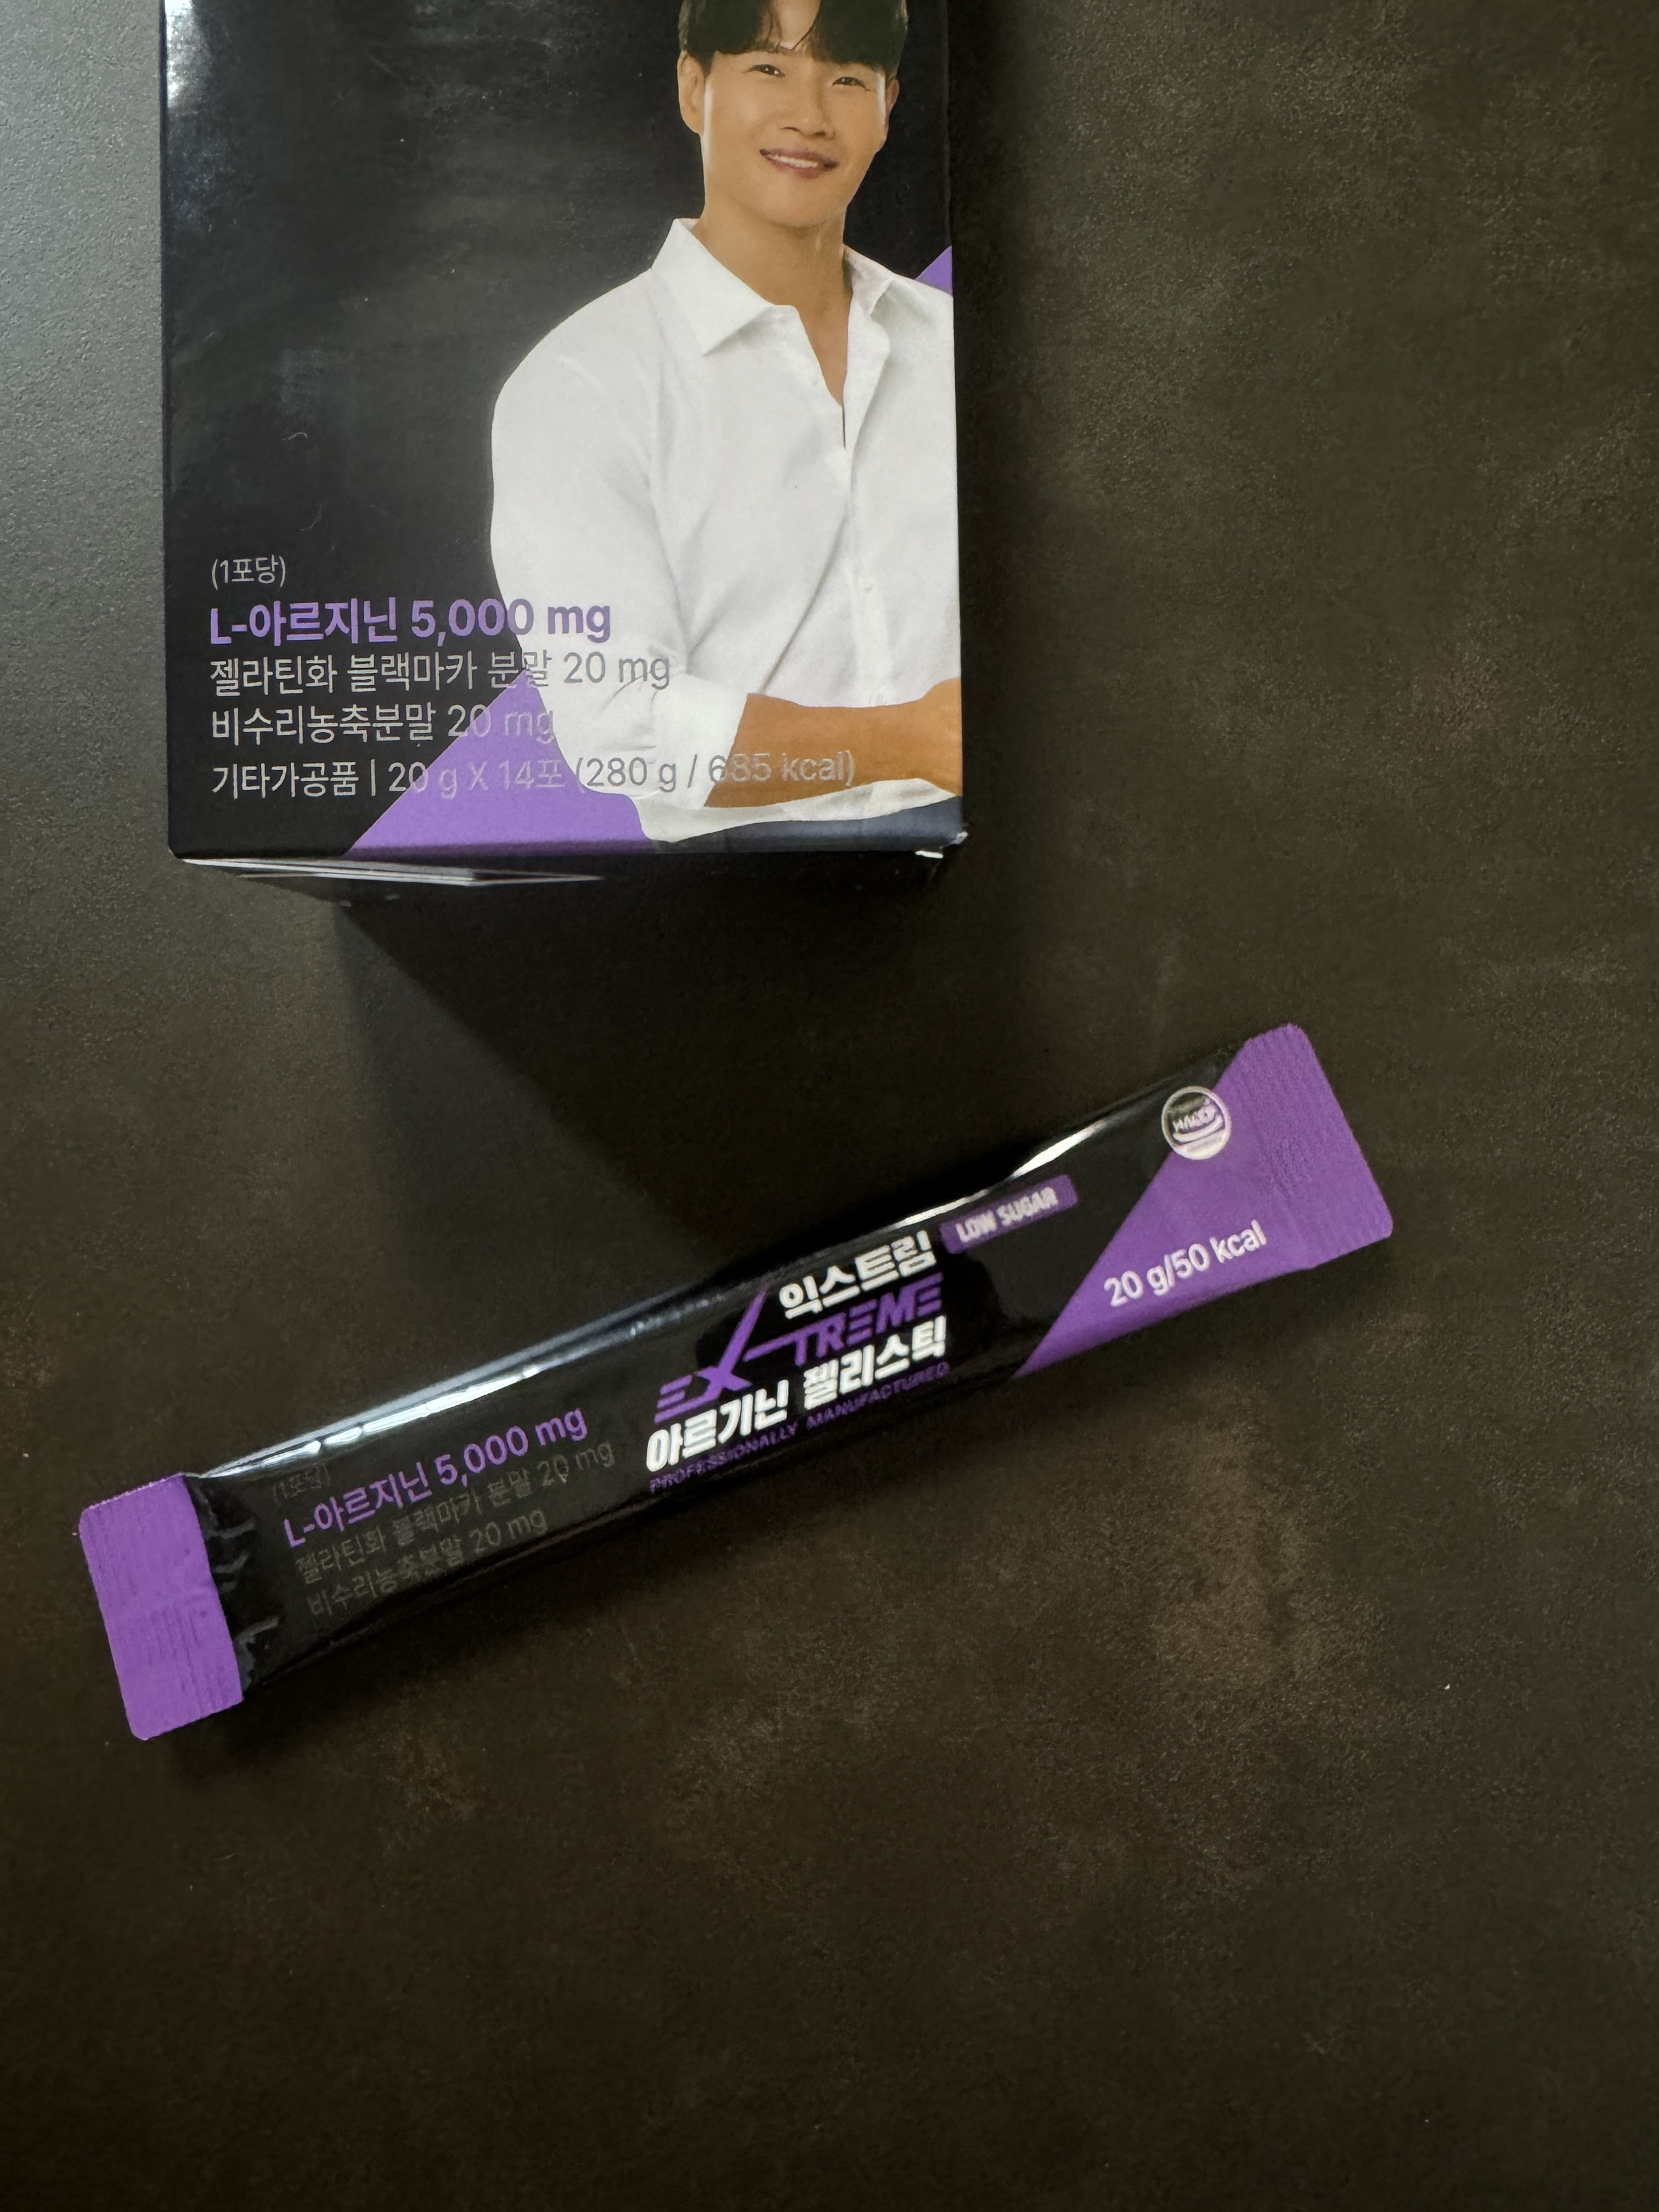 (1포당)
L-아르지닌 5,000 mg
젤라틴화 블랙마카 분말 20 mg
비수리농축분말 20 mg
기타가공품 | 20 g X 14포 (280 g / 685 kcal)
HACCP
LOW SUGAR
익스트림
EXTREME
아르기닌 젤리스틱
PROFESSIONALLY MANUFACTURED
20 g/50 kcal
(1포당)
L-아르지닌 5,000 mg
젤라틴화 블랙마카 분말 20 mg
비수리농축분말 20 mg